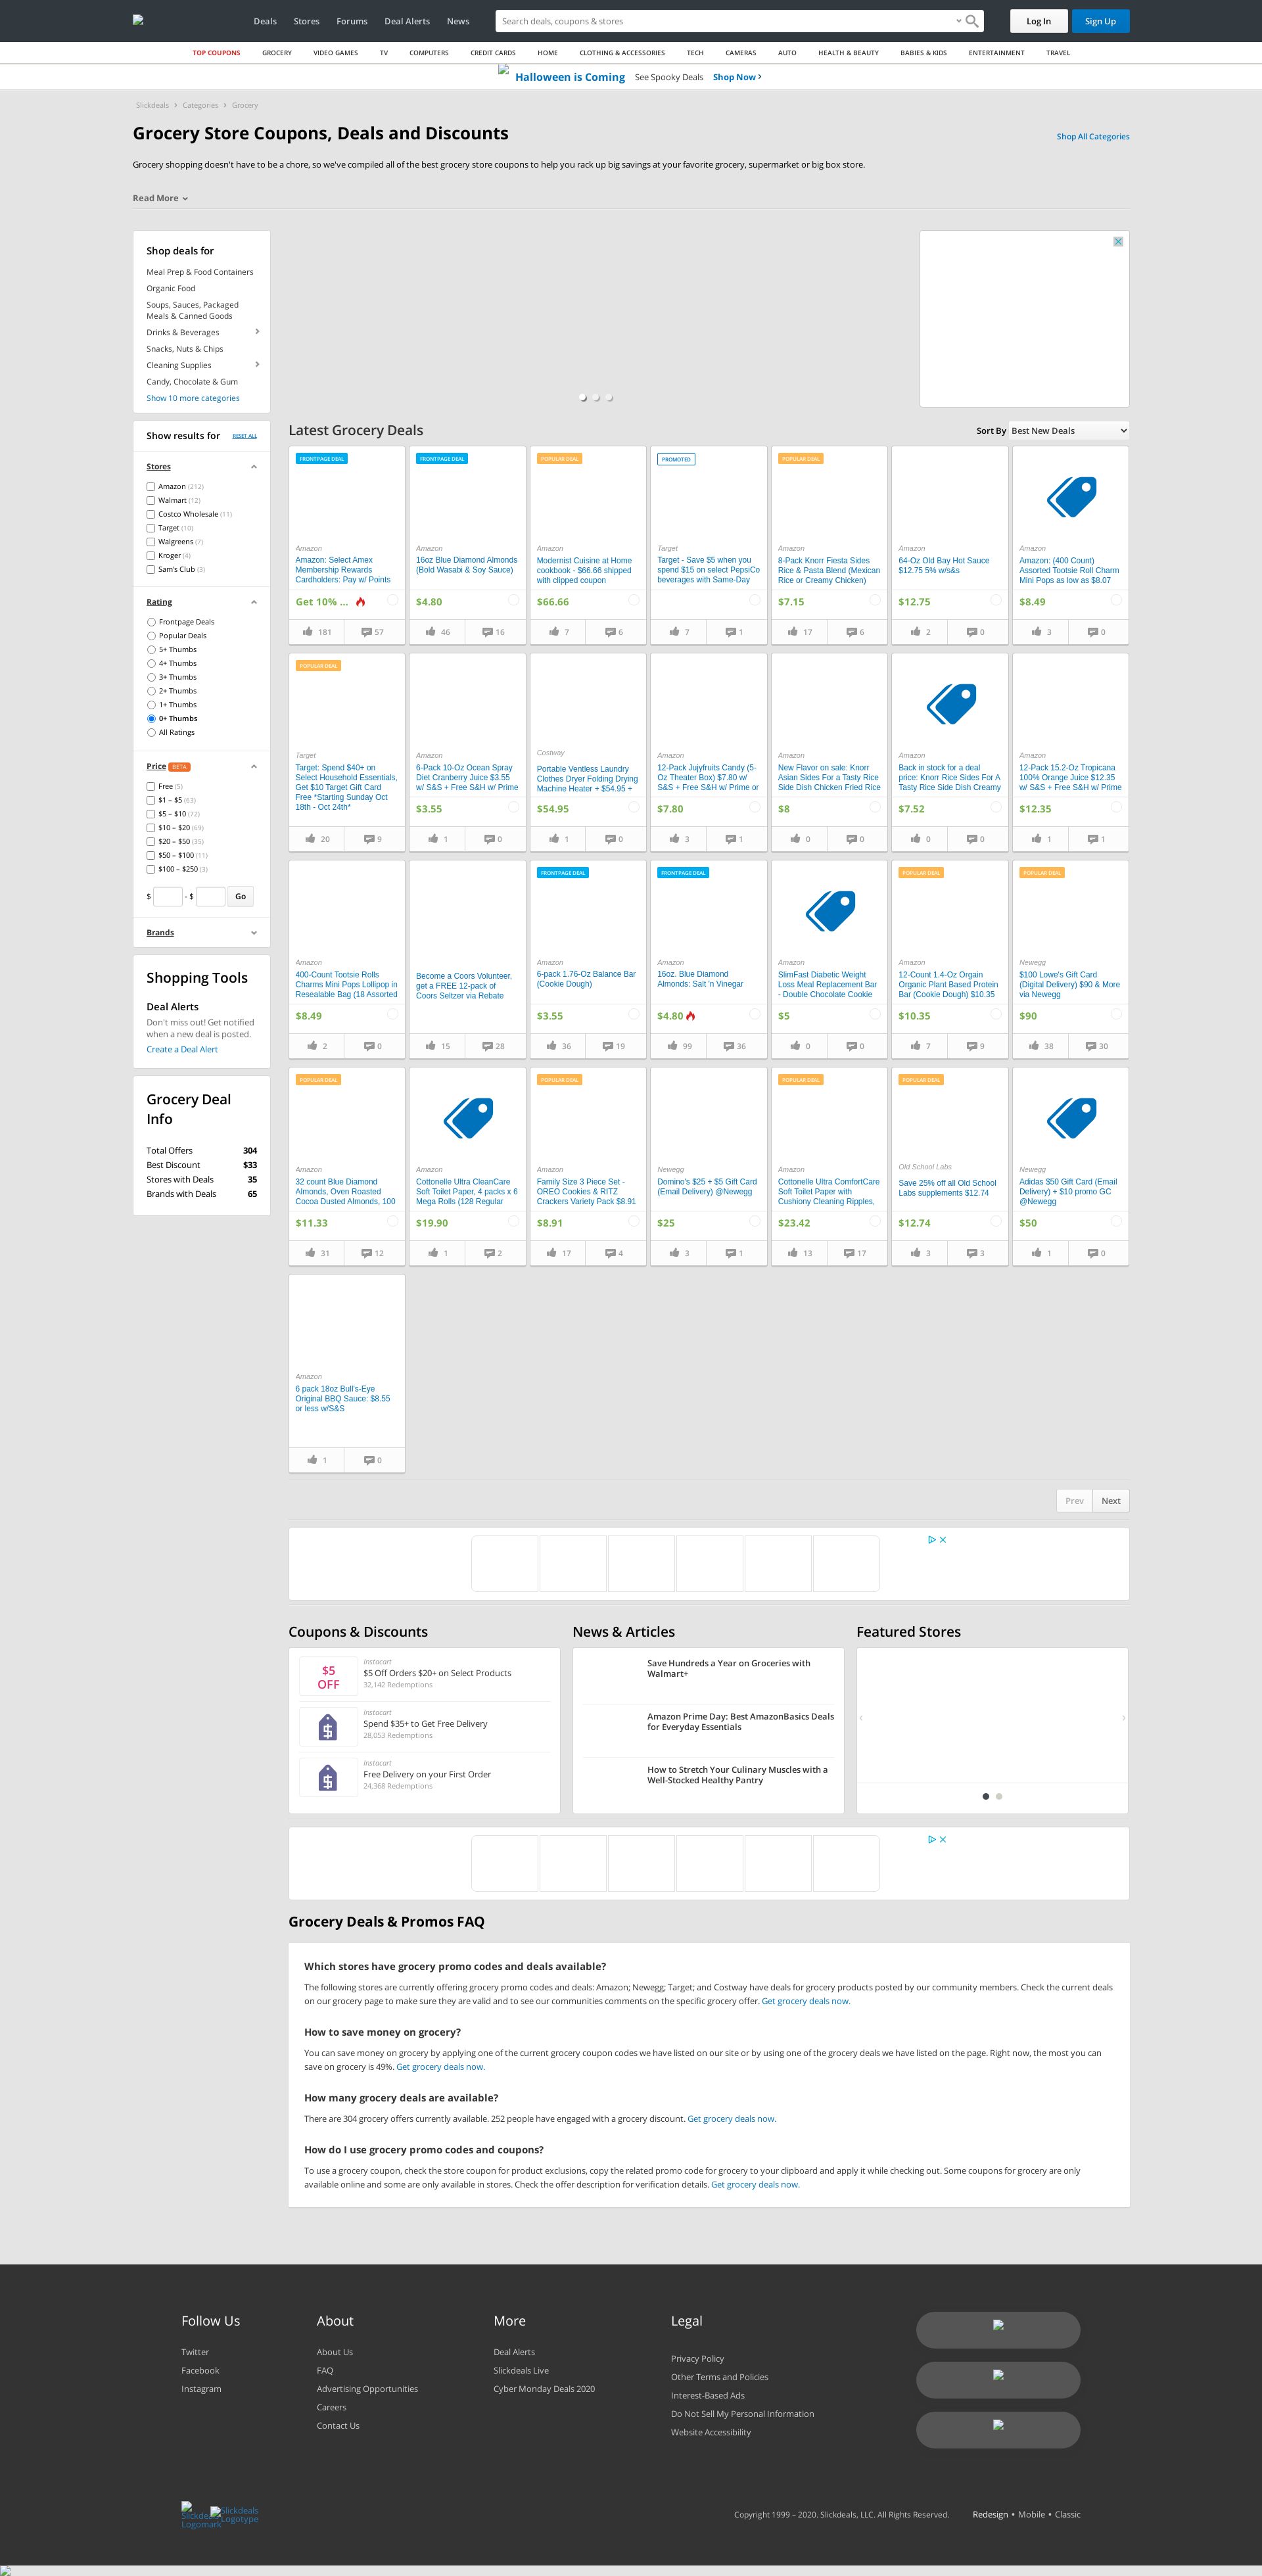 Deals Stores Forums Deal Alerts News Search deals, coupons & stores Log In Sign Up
TOP COUPONS GROCERY VIDEO GAMES TV COMPUTERS CREDIT CARDS HOME CLOTHING & ACCESSORIES TECH CAMERAS AUTO HEALTH & BEAUTY BABIES & KIDS ENTERTAINMENT TRAVEL
Halloween is Coming See Spooky Deals Shop Now
Slickdeals Categories Grocery
Grocery Store Coupons, Deals and Discounts
Shop All Categories
Grocery shopping doesn't have to be a chore, so we've compiled all of the best grocery store coupons to help you rack up big savings at your favorite grocery, supermarket or big box store.
Read More
Shop deals for
Meal Prep & Food Containers
Organic Food
Soups, Sauces, Packaged
Meals & Canned Goods
Drinks & Beverages
Snacks, Nuts & Chips
Cleaning Supplies
Candy, Chocolate & Gum
Show 10 more categories
Show results for RESET ALL
Stores
Amazon (212)
Walmart (12)
Costco Wholesale (11)
Target (10)
Walgreens (7)
Kroger (4)
Sam's Club (3)
Rating
Frontpage Deals
Popular Deals
5+ Thumbs
4+ Thumbs
3+ Thumbs
2+ Thumbs
1+ Thumbs
0+ Thumbs
All Ratings
Price BETA
Free (5)
$1 – $5 (63)
$5 – $10 (72)
$10 – $20 (69)
$20 – $50 (35)
$50 – $100 (11)
$100 – $250 (3)
$ - $ Go
Brands
Shopping Tools
Deal Alerts
Don't miss out! Get notified
when a new deal is posted.
Create a Deal Alert
Grocery Deal
Info
Total Offers 304
Best Discount $33
Stores with Deals 35
Brands with Deals 65
Latest Grocery Deals
Sort By Best New Deals
FRONTPAGE DEAL
Amazon
Amazon: Select Amex
Membership Rewards
Cardholders: Pay w/ Points
Get 10% ...
181 57
FRONTPAGE DEAL
Amazon
16oz Blue Diamond Almonds
(Bold Wasabi & Soy Sauce)
$4.80
46 16
POPULAR DEAL
Amazon
Modernist Cuisine at Home
cookbook - $66.66 shipped
with clipped coupon
$66.66
7 6
PROMOTED
Target
Target - Save $5 when you
spend $15 on select PepsiCo
beverages with Same-Day
7 1
POPULAR DEAL
Amazon
8-Pack Knorr Fiesta Sides
Rice & Pasta Blend (Mexican
Rice or Creamy Chicken)
$7.15
17 6
Amazon
64-Oz Old Bay Hot Sauce
$12.75 5% w/s&s
$12.75
2 0
Amazon
Amazon: (400 Count)
Assorted Tootsie Roll Charm
Mini Pops as low as $8.07
$8.49
3 0
POPULAR DEAL
Target
Target: Spend $40+ on
Select Household Essentials,
Get $10 Target Gift Card
Free *Starting Sunday Oct
18th - Oct 24th*
20 9
Amazon
6-Pack 10-Oz Ocean Spray
Diet Cranberry Juice $3.55
w/ S&S + Free S&H w/ Prime
$3.55
1 0
Costway
Portable Ventless Laundry
Clothes Dryer Folding Drying
Machine Heater + $54.95 +
$54.95
1 0
Amazon
12-Pack Jujyfruits Candy (5-
Oz Theater Box) $7.80 w/
S&S + Free S&H w/ Prime or
$7.80
3 1
Amazon
New Flavor on sale: Knorr
Asian Sides For a Tasty Rice
Side Dish Chicken Fried Rice
$8
0 0
Amazon
Back in stock for a deal
price: Knorr Rice Sides For A
Tasty Rice Side Dish Creamy
$7.52
0 0
Amazon
12-Pack 15.2-Oz Tropicana
100% Orange Juice $12.35
w/ S&S + Free S&H w/ Prime
$12.35
1 1
Amazon
400-Count Tootsie Rolls
Charms Mini Pops Lollipop in
Resealable Bag (18 Assorted
$8.49
2 0
Become a Coors Volunteer,
get a FREE 12-pack of
Coors Seltzer via Rebate
15 28
FRONTPAGE DEAL
Amazon
6-pack 1.76-Oz Balance Bar
(Cookie Dough)
$3.55
36 19
FRONTPAGE DEAL
Amazon
16oz. Blue Diamond
Almonds: Salt 'n Vinegar
$4.80
99 36
Amazon
SlimFast Diabetic Weight
Loss Meal Replacement Bar
- Double Chocolate Cookie
$5
0 0
POPULAR DEAL
Amazon
12-Count 1.4-Oz Orgain
Organic Plant Based Protein
Bar (Cookie Dough) $10.35
$10.35
7 9
POPULAR DEAL
Newegg
$100 Lowe's Gift Card
(Digital Delivery) $90 & More
via Newegg
$90
38 30
POPULAR DEAL
Amazon
32 count Blue Diamond
Almonds, Oven Roasted
Cocoa Dusted Almonds, 100
$11.33
31 12
Amazon
Cottonelle Ultra CleanCare
Soft Toilet Paper, 4 packs x 6
Mega Rolls (128 Regular
$19.90
1 2
POPULAR DEAL
Amazon
Family Size 3 Piece Set -
OREO Cookies & RITZ
Crackers Variety Pack $8.91
$8.91
17 4
Newegg
Domino's $25 + $5 Gift Card
(Email Delivery) @Newegg
$25
3 1
POPULAR DEAL
Amazon
Cottonelle Ultra ComfortCare
Soft Toilet Paper with
Cushiony Cleaning Ripples,
$23.42
13 17
POPULAR DEAL
Old School Labs
Save 25% off all Old School
Labs supplements $12.74
$12.74
3 3
Newegg
Adidas $50 Gift Card (Email
Delivery) + $10 promo GC
@Newegg
$50
1 0
Amazon
6 pack 18oz Bull's-Eye
Original BBQ Sauce: $8.55
or less w/S&S
1 0
Prev Next
Coupons & Discounts
$5
OFF
Instacart
$5 Off Orders $20+ on Select Products
32,142 Redemptions
Instacart
Spend $35+ to Get Free Delivery
28,053 Redemptions
Instacart
Free Delivery on your First Order
24,368 Redemptions
News & Articles
Save Hundreds a Year on Groceries with
Walmart+
Amazon Prime Day: Best AmazonBasics Deals
for Everyday Essentials
How to Stretch Your Culinary Muscles with a
Well-Stocked Healthy Pantry
Featured Stores
Grocery Deals & Promos FAQ
Which stores have grocery promo codes and deals available?
The following stores are currently offering grocery promo codes and deals: Amazon; Newegg; Target; and Costway have deals for grocery products posted by our community members. Check the current deals
on our grocery page to make sure they are valid and to see our communities comments on the specific grocery offer. Get grocery deals now.
How to save money on grocery?
You can save money on grocery by applying one of the current grocery coupon codes we have listed on our site or by using one of the grocery deals we have listed on the page. Right now, the most you can
save on grocery is 49%. Get grocery deals now.
How many grocery deals are available?
There are 304 grocery offers currently available. 252 people have engaged with a grocery discount. Get grocery deals now.
How do I use grocery promo codes and coupons?
To use a grocery coupon, check the store coupon for product exclusions, copy the related promo code for grocery to your clipboard and apply it while checking out. Some coupons for grocery are only
available online and some are only available in stores. Check the offer description for verification details. Get grocery deals now.
Follow Us
Twitter
Facebook
Instagram
About
About Us
FAQ
Advertising Opportunities
Careers
Contact Us
More
Deal Alerts
Slickdeals Live
Cyber Monday Deals 2020
Legal
Privacy Policy
Other Terms and Policies
Interest-Based Ads
Do Not Sell My Personal Information
Website Accessibility
Slickdeals
Logomark
Slickdeals
Logotype
Copyright 1999 – 2020. Slickdeals, LLC. All Rights Reserved. Redesign • Mobile • Classic